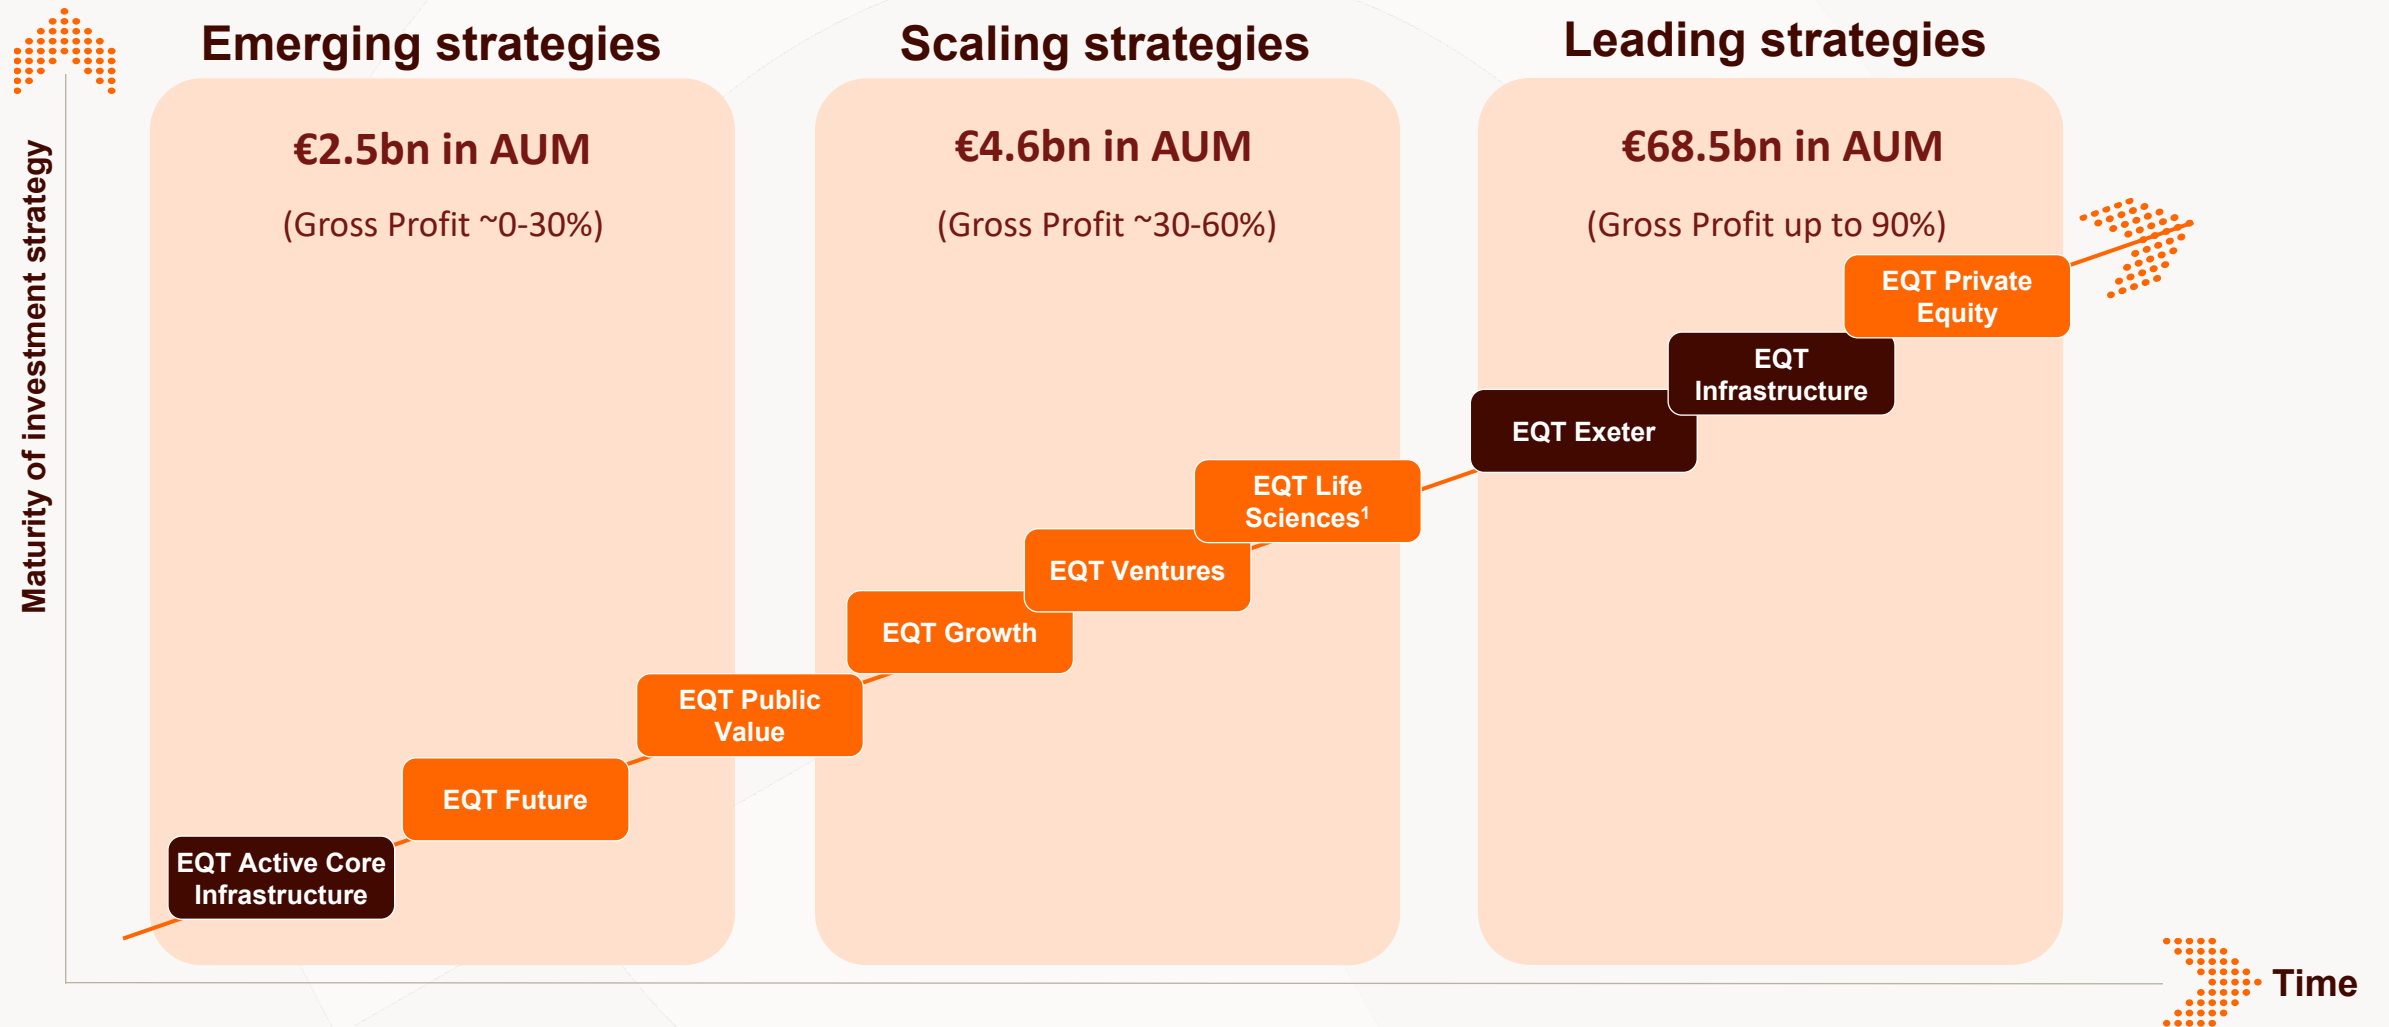 Emerging strategies
Scaling strategies
Leading strategies
€2.5bn in AUM
(Gross Profit ~0-30%)
€4.6bn in AUM
(Gross Profit ~30-60%)
€68.5bn in AUM
(Gross Profit up to 90%)
Maturity of investment strategy
EQT Private
Equity
EQT
Infrastructure
EQT Exeter
EQT Life
Sciences¹
EQT Ventures
EQT Growth
EQT Public
Value
EQT Future
EQT Active Core
Infrastructure
Time